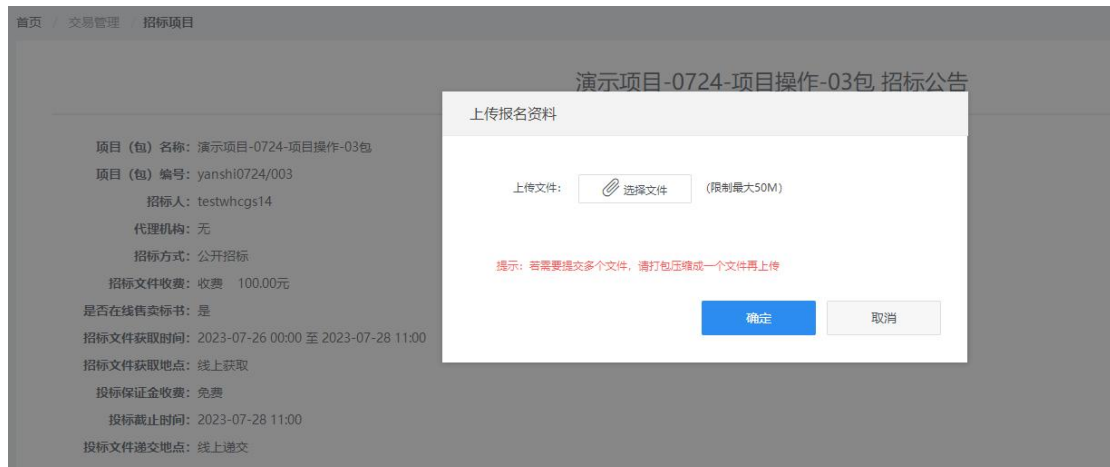 首页 / 交易管理 / 招标项目
演示项目-0724-项目操作-03包 招标公告
上传报名资料
上传文件: 选择文件 (限制最大50M)
提示: 若需要提交多个文件, 请打包压缩成一个文件再上传
确定 取消
项目（包）名称: 演示项目-0724-项目操作-03包
项目（包）编号: yanshi0724/003
招标人: testwhcgs14
代理机构: 无
招标方式: 公开招标
招标文件收费: 收费 100.00元
是否在线售卖标书: 是
招标文件获取时间: 2023-07-26 00:00 至 2023-07-28 11:00
招标文件获取地点: 线上获取
投标保证金收费: 免费
投标截止时间: 2023-07-28 11:00
投标文件递交地点: 线上递交